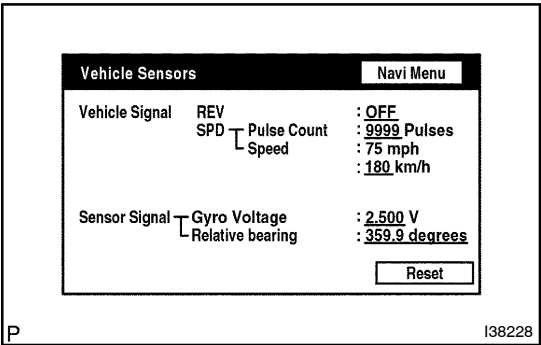 Vehicle Sensors Navi Menu
Vehicle Signal REV : OFF
SPD Pulse Count : 9999 Pulses
Speed : 75 mph
: 180 km/h
Sensor Signal Gyro Voltage : 2.500 V
Relative bearing : 359.9 degrees
Reset
P I38228